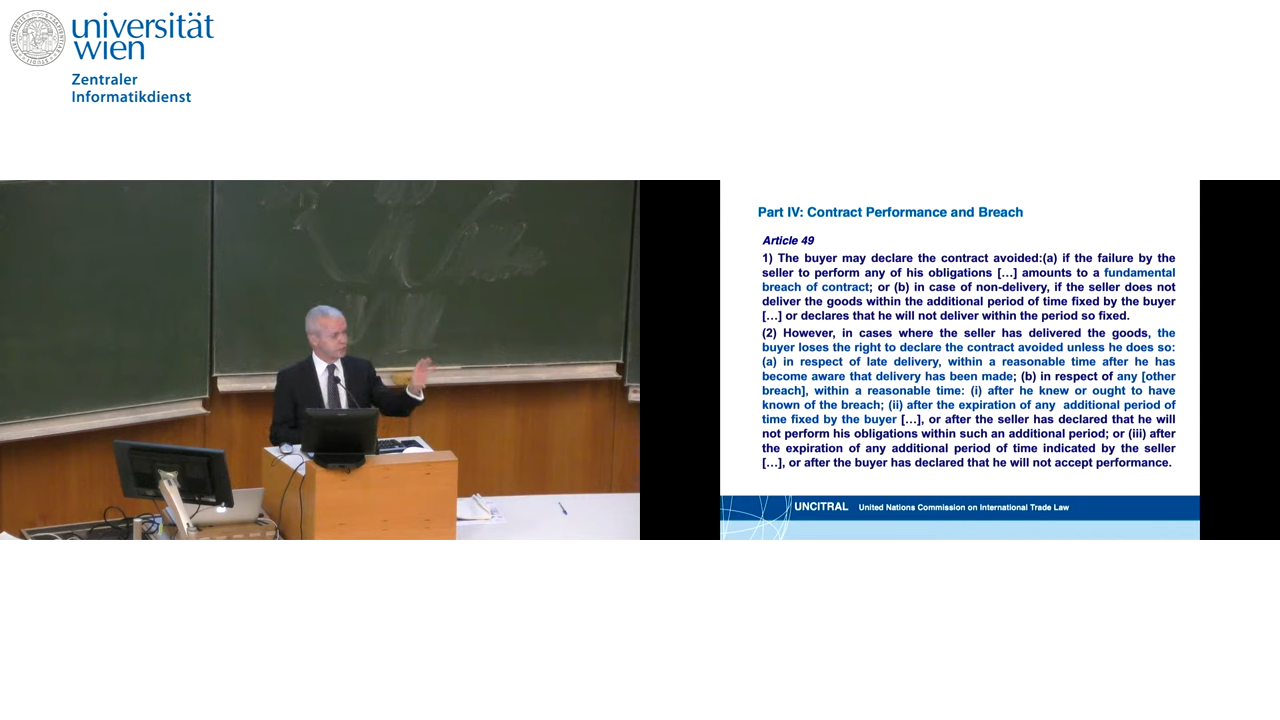 universität
wien
Zentraler
Informatikdienst
Part IV: Contract Performance and Breach
Article 49
1) The buyer may declare the contract avoided:(a) if the failure by the
seller to perform any of his obligations […] amounts to a fundamental
breach of contract; or (b) in case of non-delivery, if the seller does not
deliver the goods within the additional period of time fixed by the buyer
[…] or declares that he will not deliver within the period so fixed.
(2) However, in cases where the seller has delivered the goods, the
buyer loses the right to declare the contract avoided unless he does so:
(a) in respect of late delivery, within a reasonable time after he has
become aware that delivery has been made; (b) in respect of any [other
breach], within a reasonable time: (i) after he knew or ought to have
known of the breach; (ii) after the expiration of any additional period of
time fixed by the buyer […], or after the seller has declared that he will
not perform his obligations within such an additional period; or (iii) after
the expiration of any additional period of time indicated by the seller
[…], or after the buyer has declared that he will not accept performance.
UNCITRAL United Nations Commission on International Trade Law